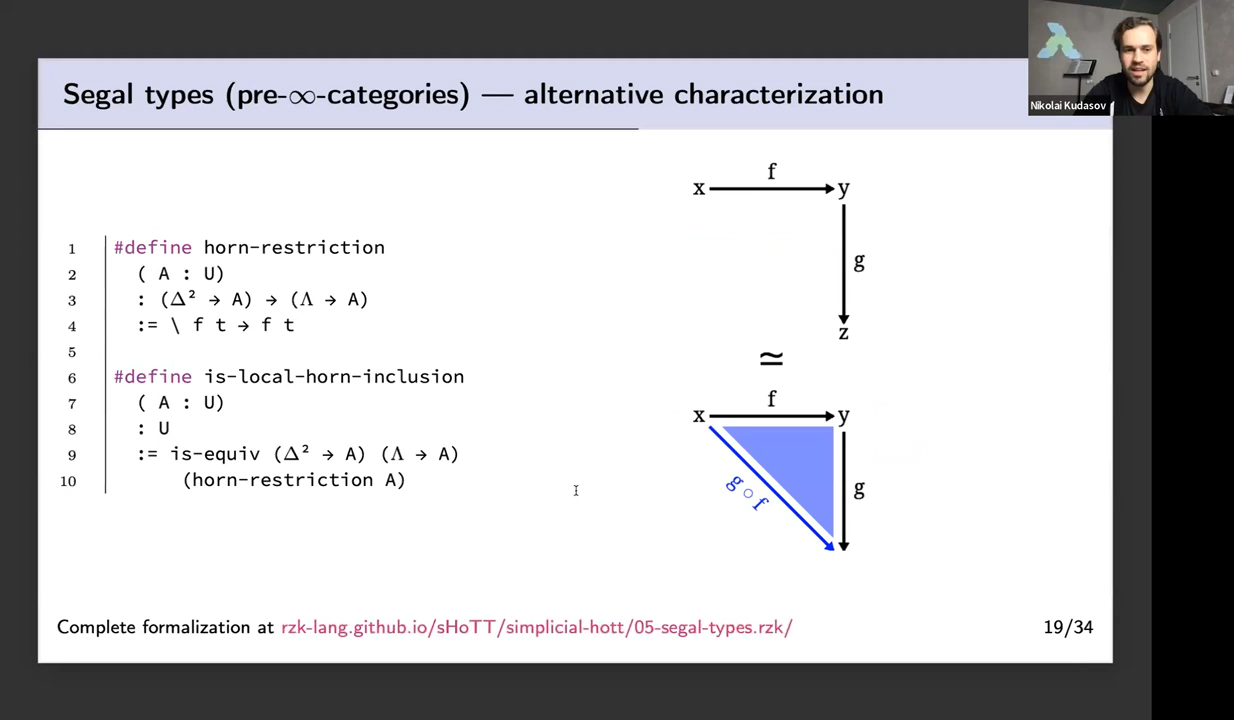 Nikolai Kudasov
Segal types (pre-∞-categories) — alternative characterization
1 #define horn-restriction
2 ( A : U)
3 : (Δ² → A) → (Λ → A)
4 := \ f t → f t
5
6 #define is-local-horn-inclusion
7 ( A : U)
8 : U
9 := is-equiv (Δ² → A) (Λ → A)
10 (horn-restriction A)
f
x y
g
z
≃
f
x y
g ∘ f
g
Complete formalization at rzk-lang.github.io/sHoTT/simplicial-hott/05-segal-types.rzk/
19/34